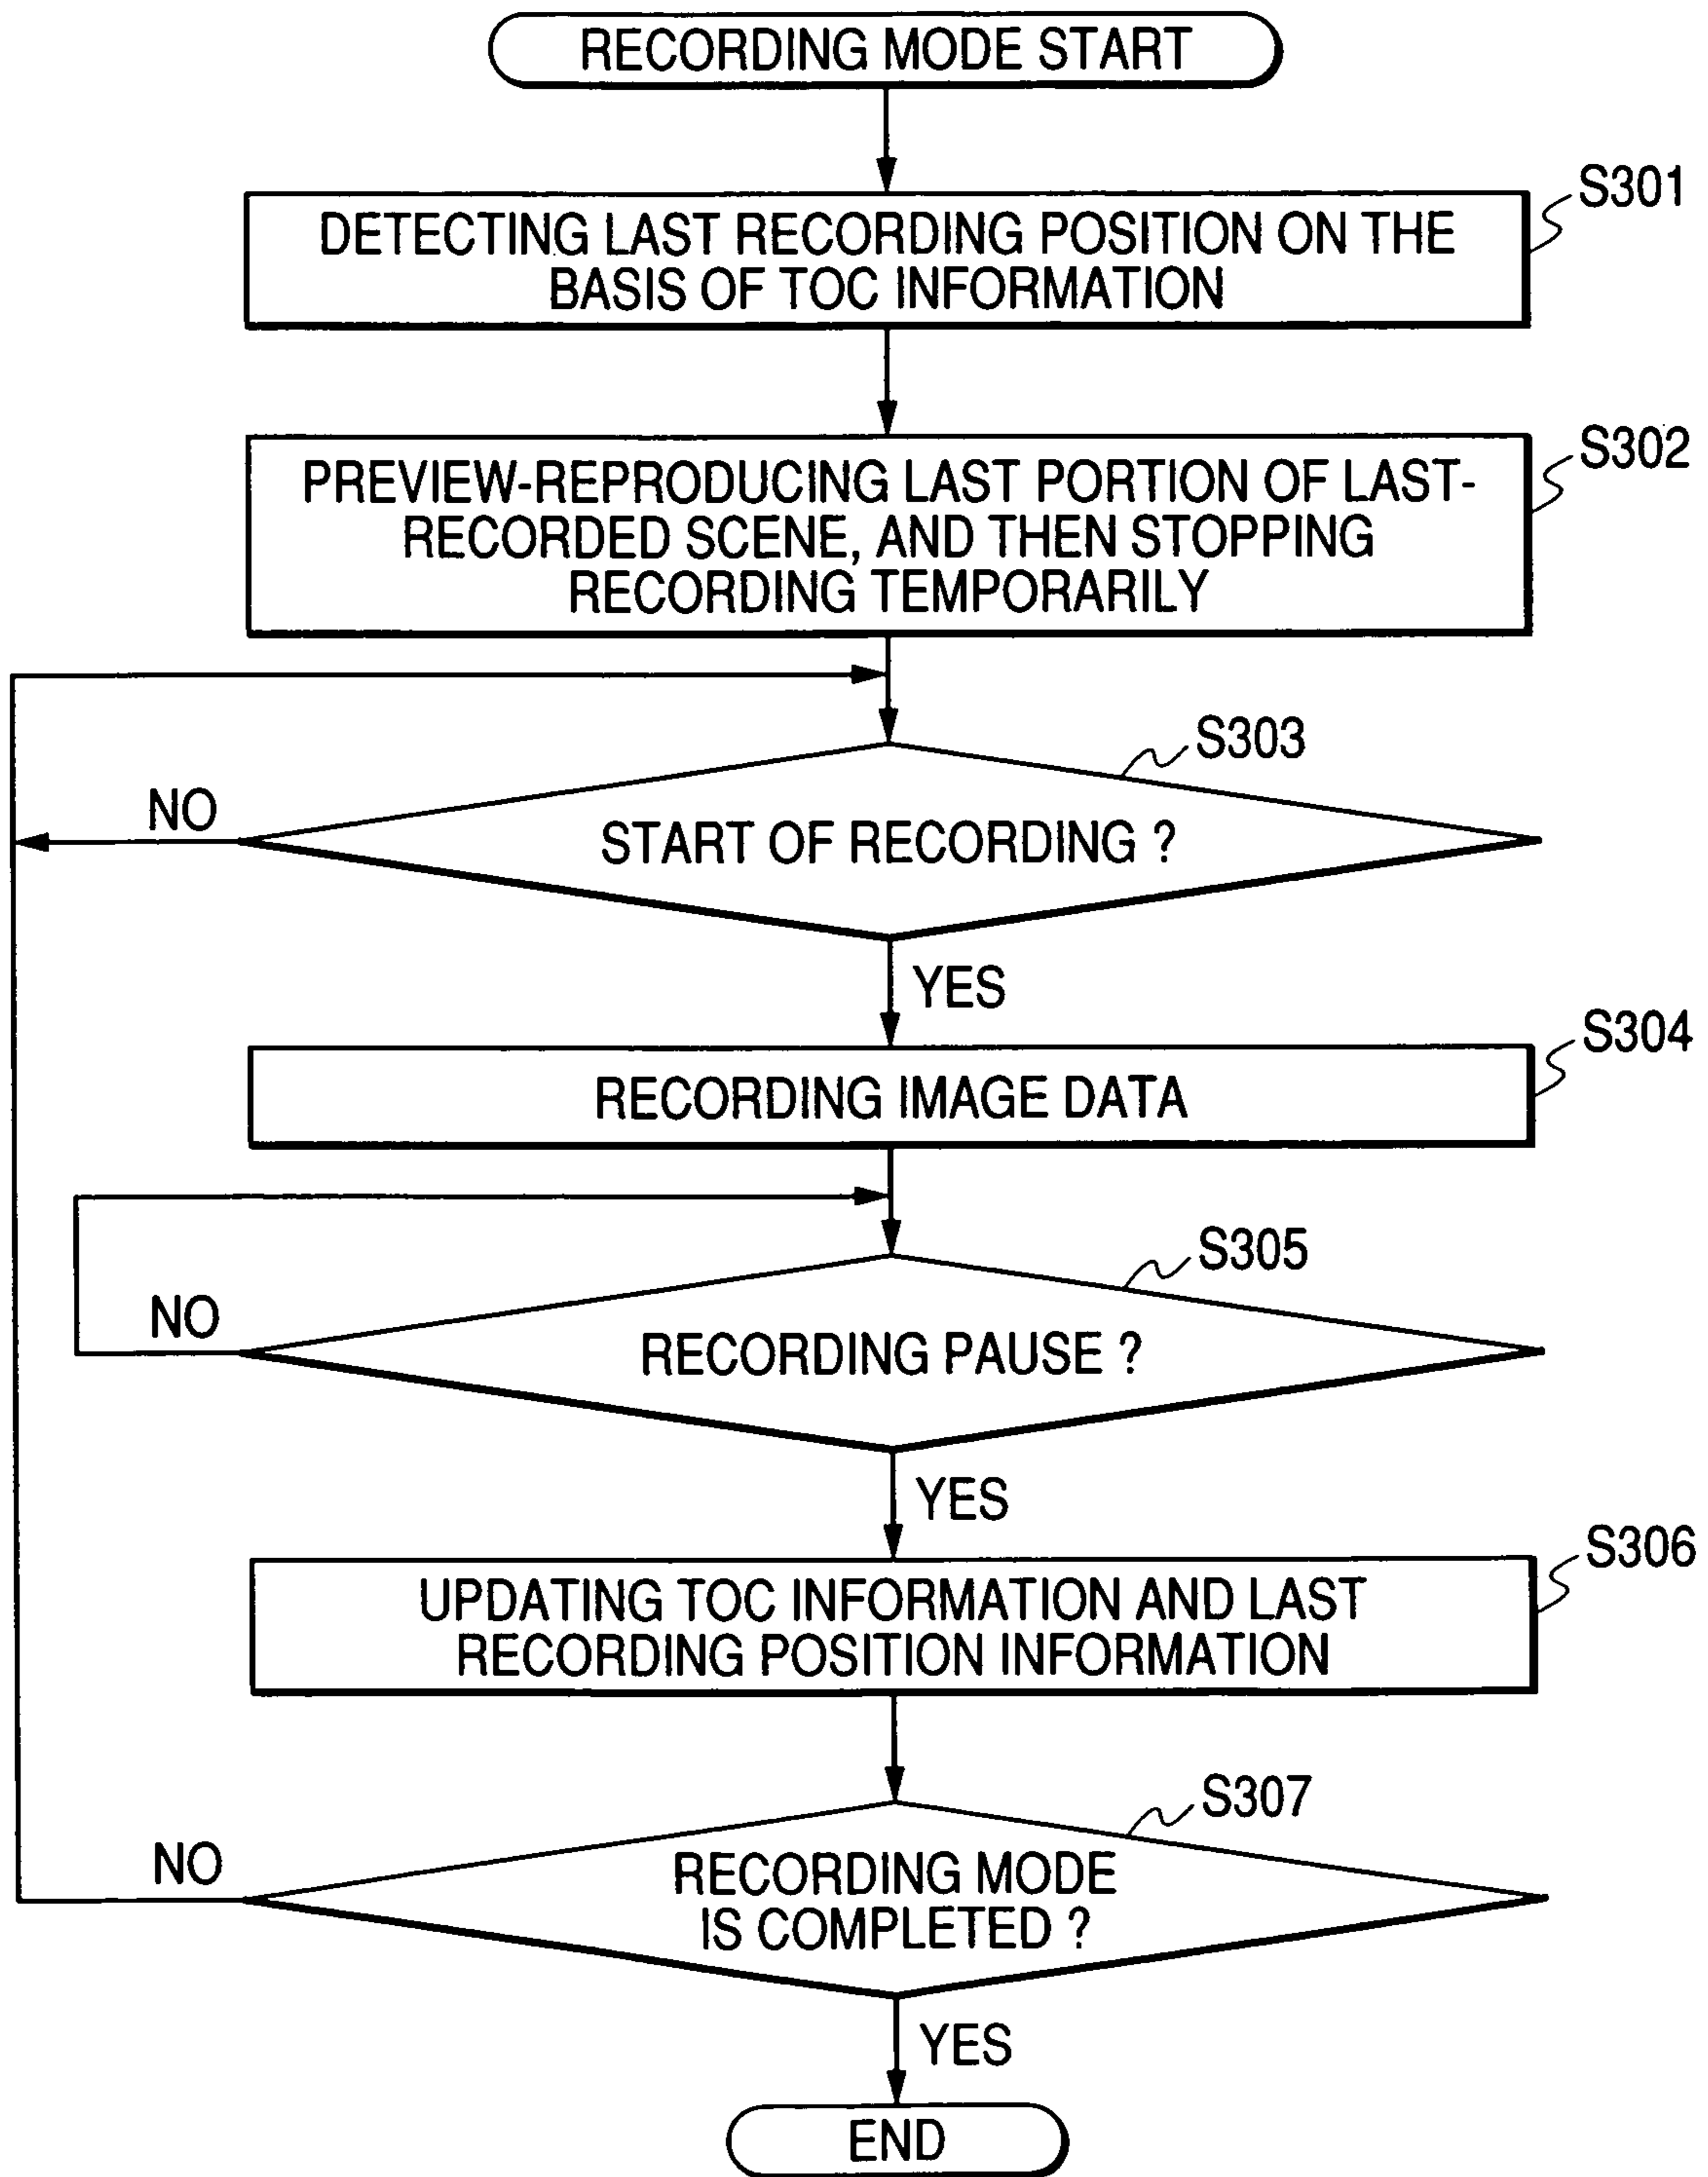 RECORDING MODE START
S301
DETECTING LAST RECORDING POSITION ON THE
BASIS OF TOC INFORMATION
S302
PREVIEW-REPRODUCING LAST PORTION OF LAST-
RECORDED SCENE, AND THEN STOPPING
RECORDING TEMPORARILY
S303
NO
START OF RECORDING ?
YES
S304
RECORDING IMAGE DATA
S305
NO
RECORDING PAUSE ?
YES
S306
UPDATING TOC INFORMATION AND LAST
RECORDING POSITION INFORMATION
S307
NO
RECORDING MODE
IS COMPLETED ?
YES
END